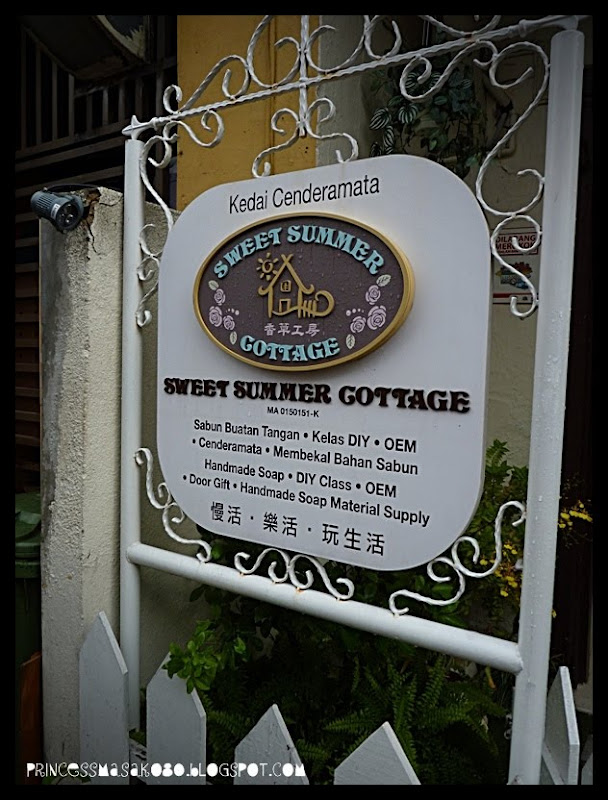 Kedai Cenderamata
SWEET SUMMER
香草工房
COTTAGE
SWEET SUMMER COTTAGE
MA 0150151-K
Sabun Buatan Tangan • Kelas DIY • OEM
• Cenderamata • Membekal Bahan Sabun
Handmade Soap • DIY Class • OEM
• Door Gift • Handmade Soap Material Supply
慢活 · 樂活 · 玩生活
DILARANG
PRINCESSMASAKO80.BLOGSPOT.COM